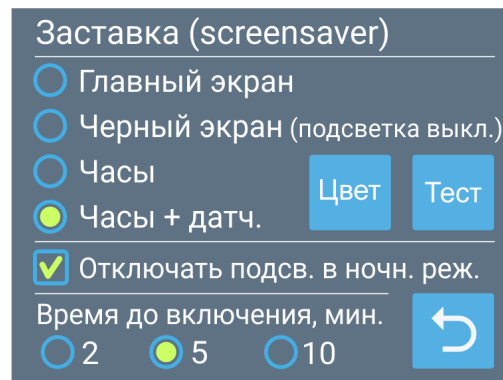 Заставка (screensaver)
Главный экран
Черный экран (подсветка выкл.)
Часы
Цвет Тест
Часы + датч.
Отключать подсв. в ночн. реж.
Время до включения, мин.
2 5 10